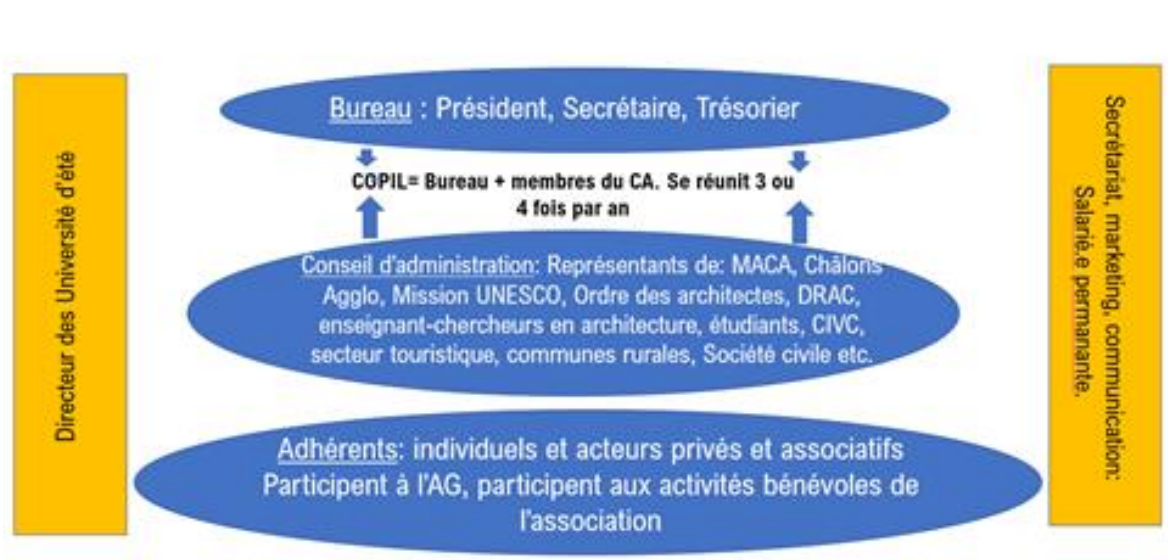 Directeur des Université d'été
Bureau : Président, Secrétaire, Trésorier
COPIL= Bureau + membres du CA. Se réunit 3 ou
4 fois par an
Conseil d'administration: Représentants de: MACA, Châlons
Agglo, Mission UNESCO, Ordre des architectes, DRAC,
enseignant-chercheurs en architecture, étudiants, CIVC,
secteur touristique, communes rurales, Société civile etc.
Adhérents: individuels et acteurs privés et associatifs
Participent à l'AG, participent aux activités bénévoles de
l'association
Secrétariat, marketing, communication:
Salarié.e permanante.